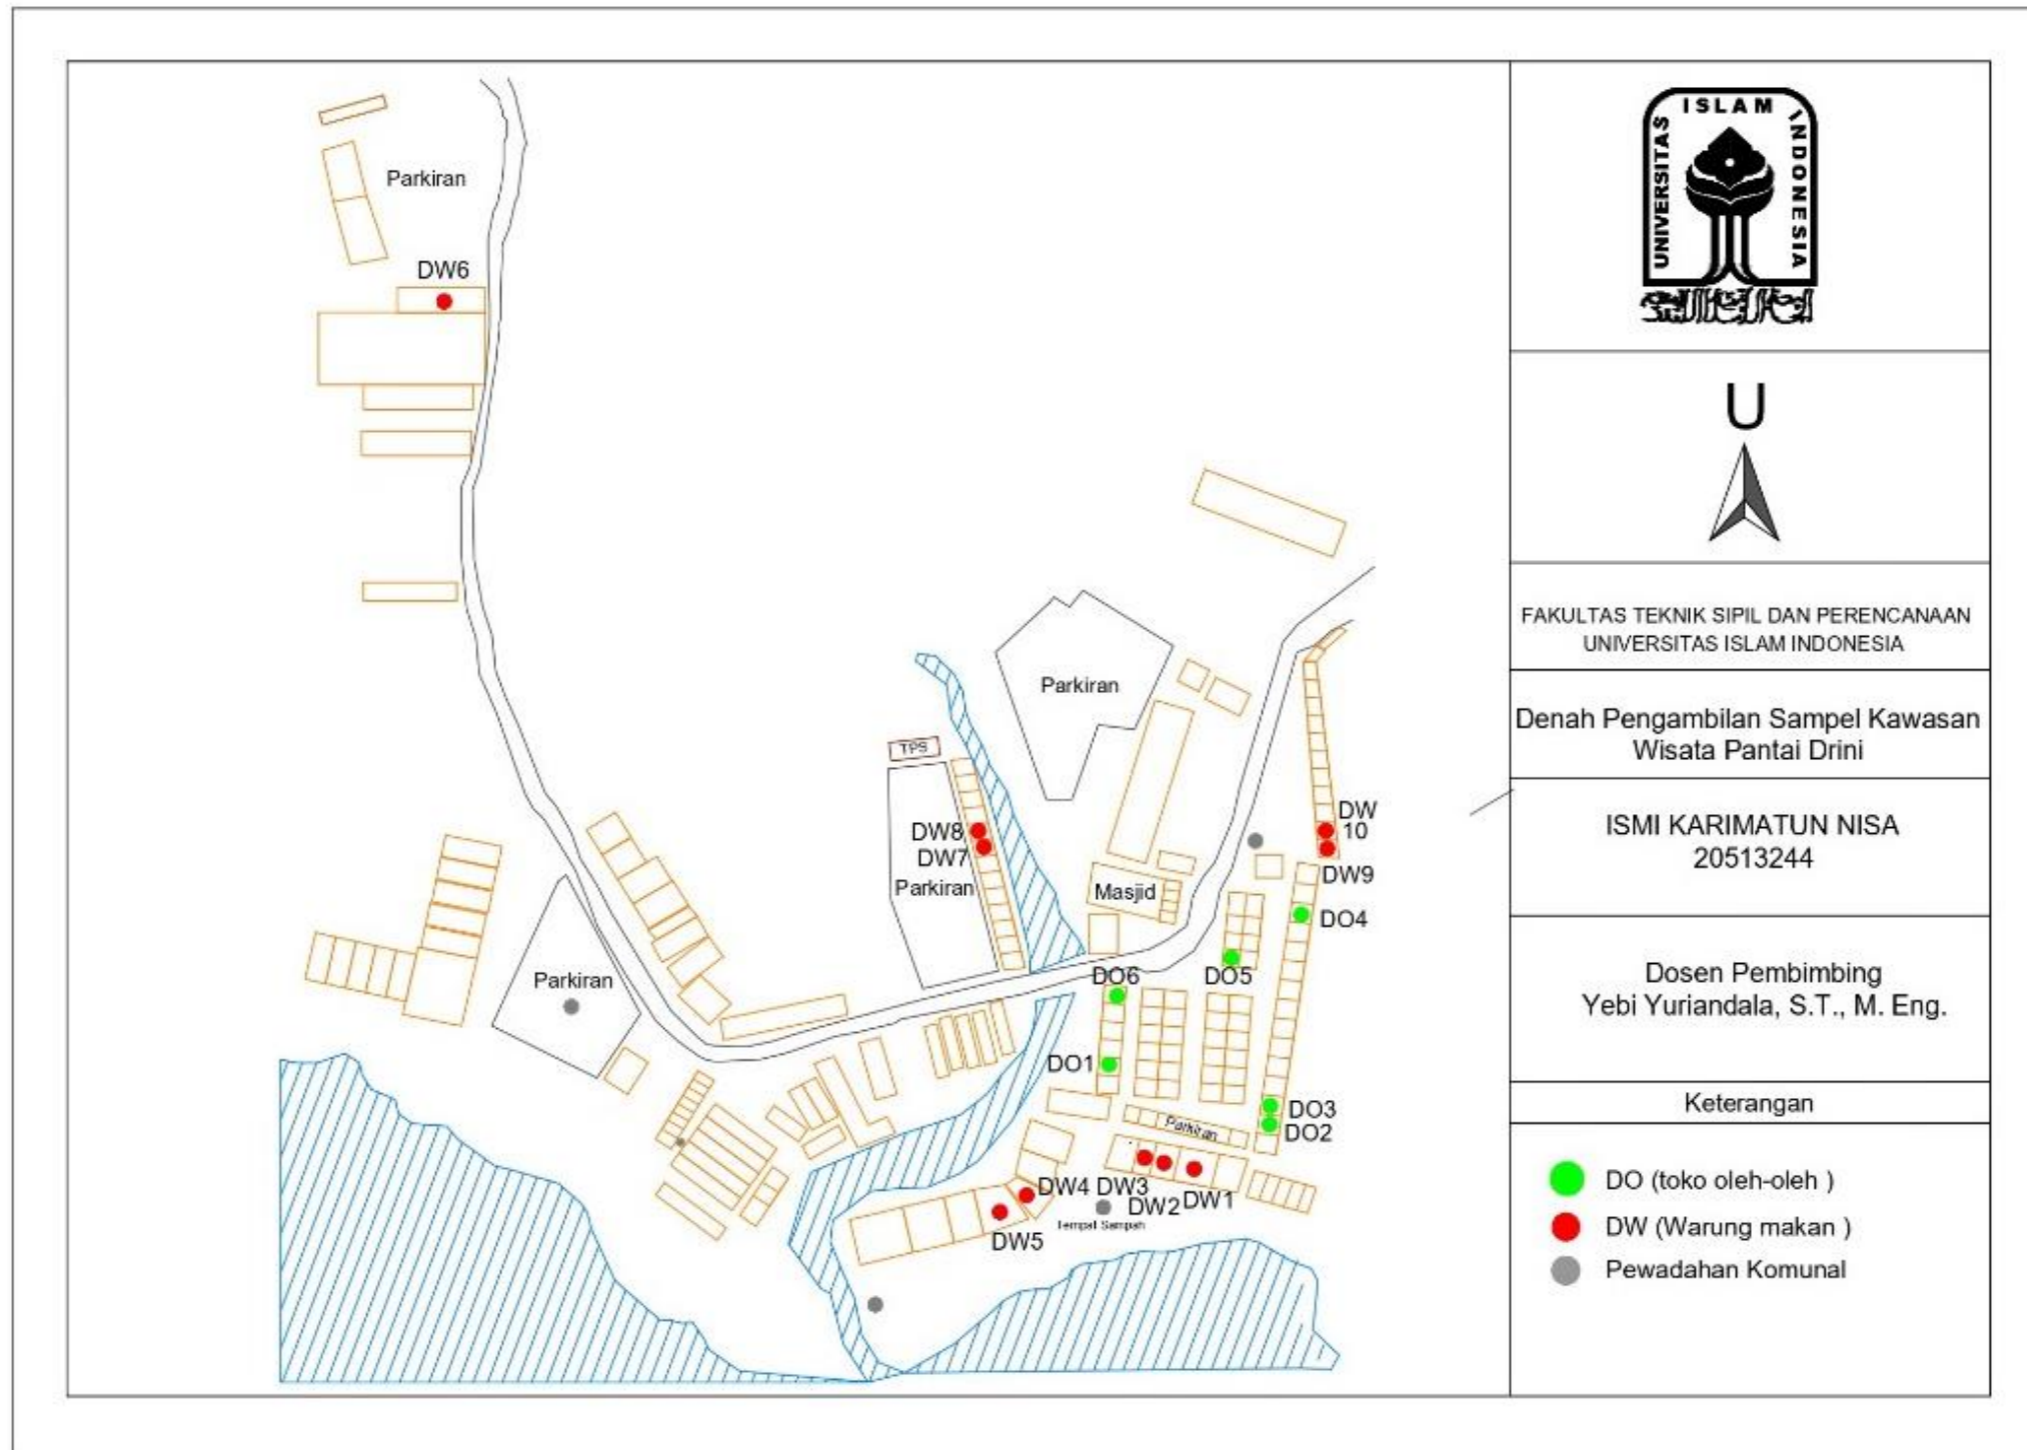 Parkiran
DW6
Parkiran
TPS
DW8
DW7
Parkiran
Masjid
DW
10
DW9
DO4
DO5
DO6
Parkiran
DO1
DO3
DO2
Parkiran
DW4 DW3
DW2 DW1
Tempat Sampah
DW5
UNIVERSITAS ISLAM INDONESIA
U
FAKULTAS TEKNIK SIPIL DAN PERENCANAAN
UNIVERSITAS ISLAM INDONESIA
Denah Pengambilan Sampel Kawasan
Wisata Pantai Drini
ISMI KARIMATUN NISA
20513244
Dosen Pembimbing
Yebi Yuriandala, S.T., M. Eng.
Keterangan
DO (toko oleh-oleh )
DW (Warung makan )
Pewadahan Komunal